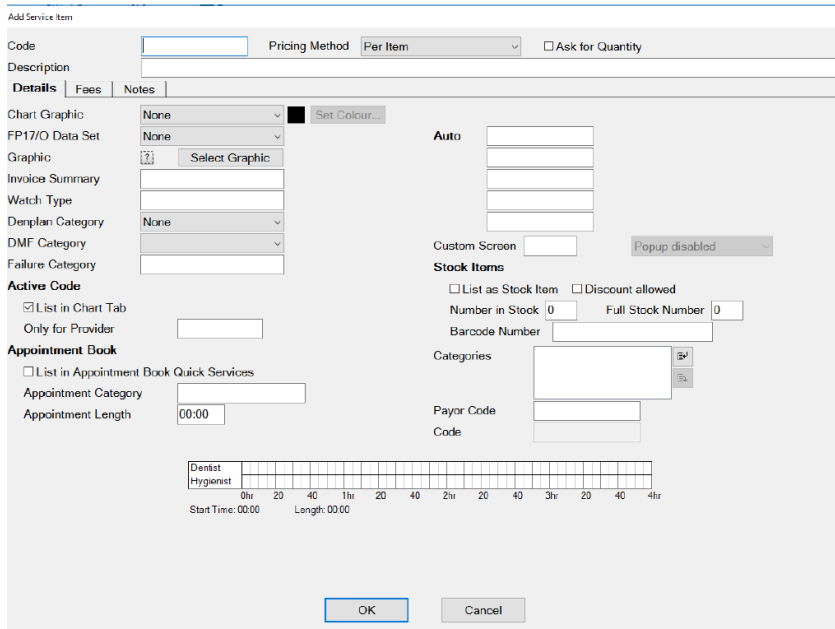 Add Service Item
Code Pricing Method Per Item Ask for Quantity
Description
Details Fees Notes
Chart Graphic None Set Colour...
FP17/O Data Set None Auto
Graphic ? Select Graphic
Invoice Summary
Watch Type
Denplan Category None
DMF Category Custom Screen Popup disabled
Failure Category Stock Items
Active Code List as Stock Item Discount allowed
List in Chart Tab Number in Stock 0 Full Stock Number 0
Only for Provider Barcode Number
Appointment Book Categories
List in Appointment Book Quick Services
Appointment Category
Appointment Length 00:00 Payor Code
Code
Dentist
Hygienist
0hr 20 40 1hr 20 40 2hr 20 40 3hr 20 40 4hr
Start Time: 00:00 Length: 00:00
OK Cancel